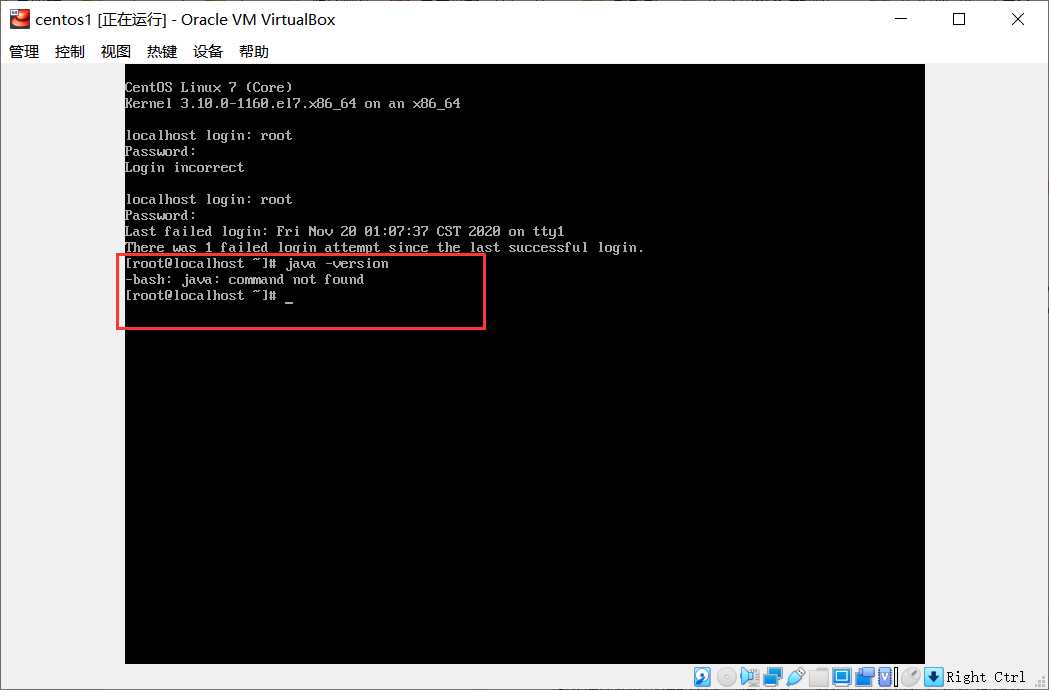 centos1 [正在运行] - Oracle VM VirtualBox
管理 控制 视图 热键 设备 帮助
CentOS Linux 7 (Core)
Kernel 3.10.0-1160.el7.x86_64 on an x86_64
localhost login: root
Password:
Login incorrect
localhost login: root
Password:
Last failed login: Fri Nov 20 01:07:37 CST 2020 on tty1
There was 1 failed login attempt since the last successful login.
[root@localhost ~]# java -version
-bash: java: command not found
[root@localhost ~]# _
Right Ctrl